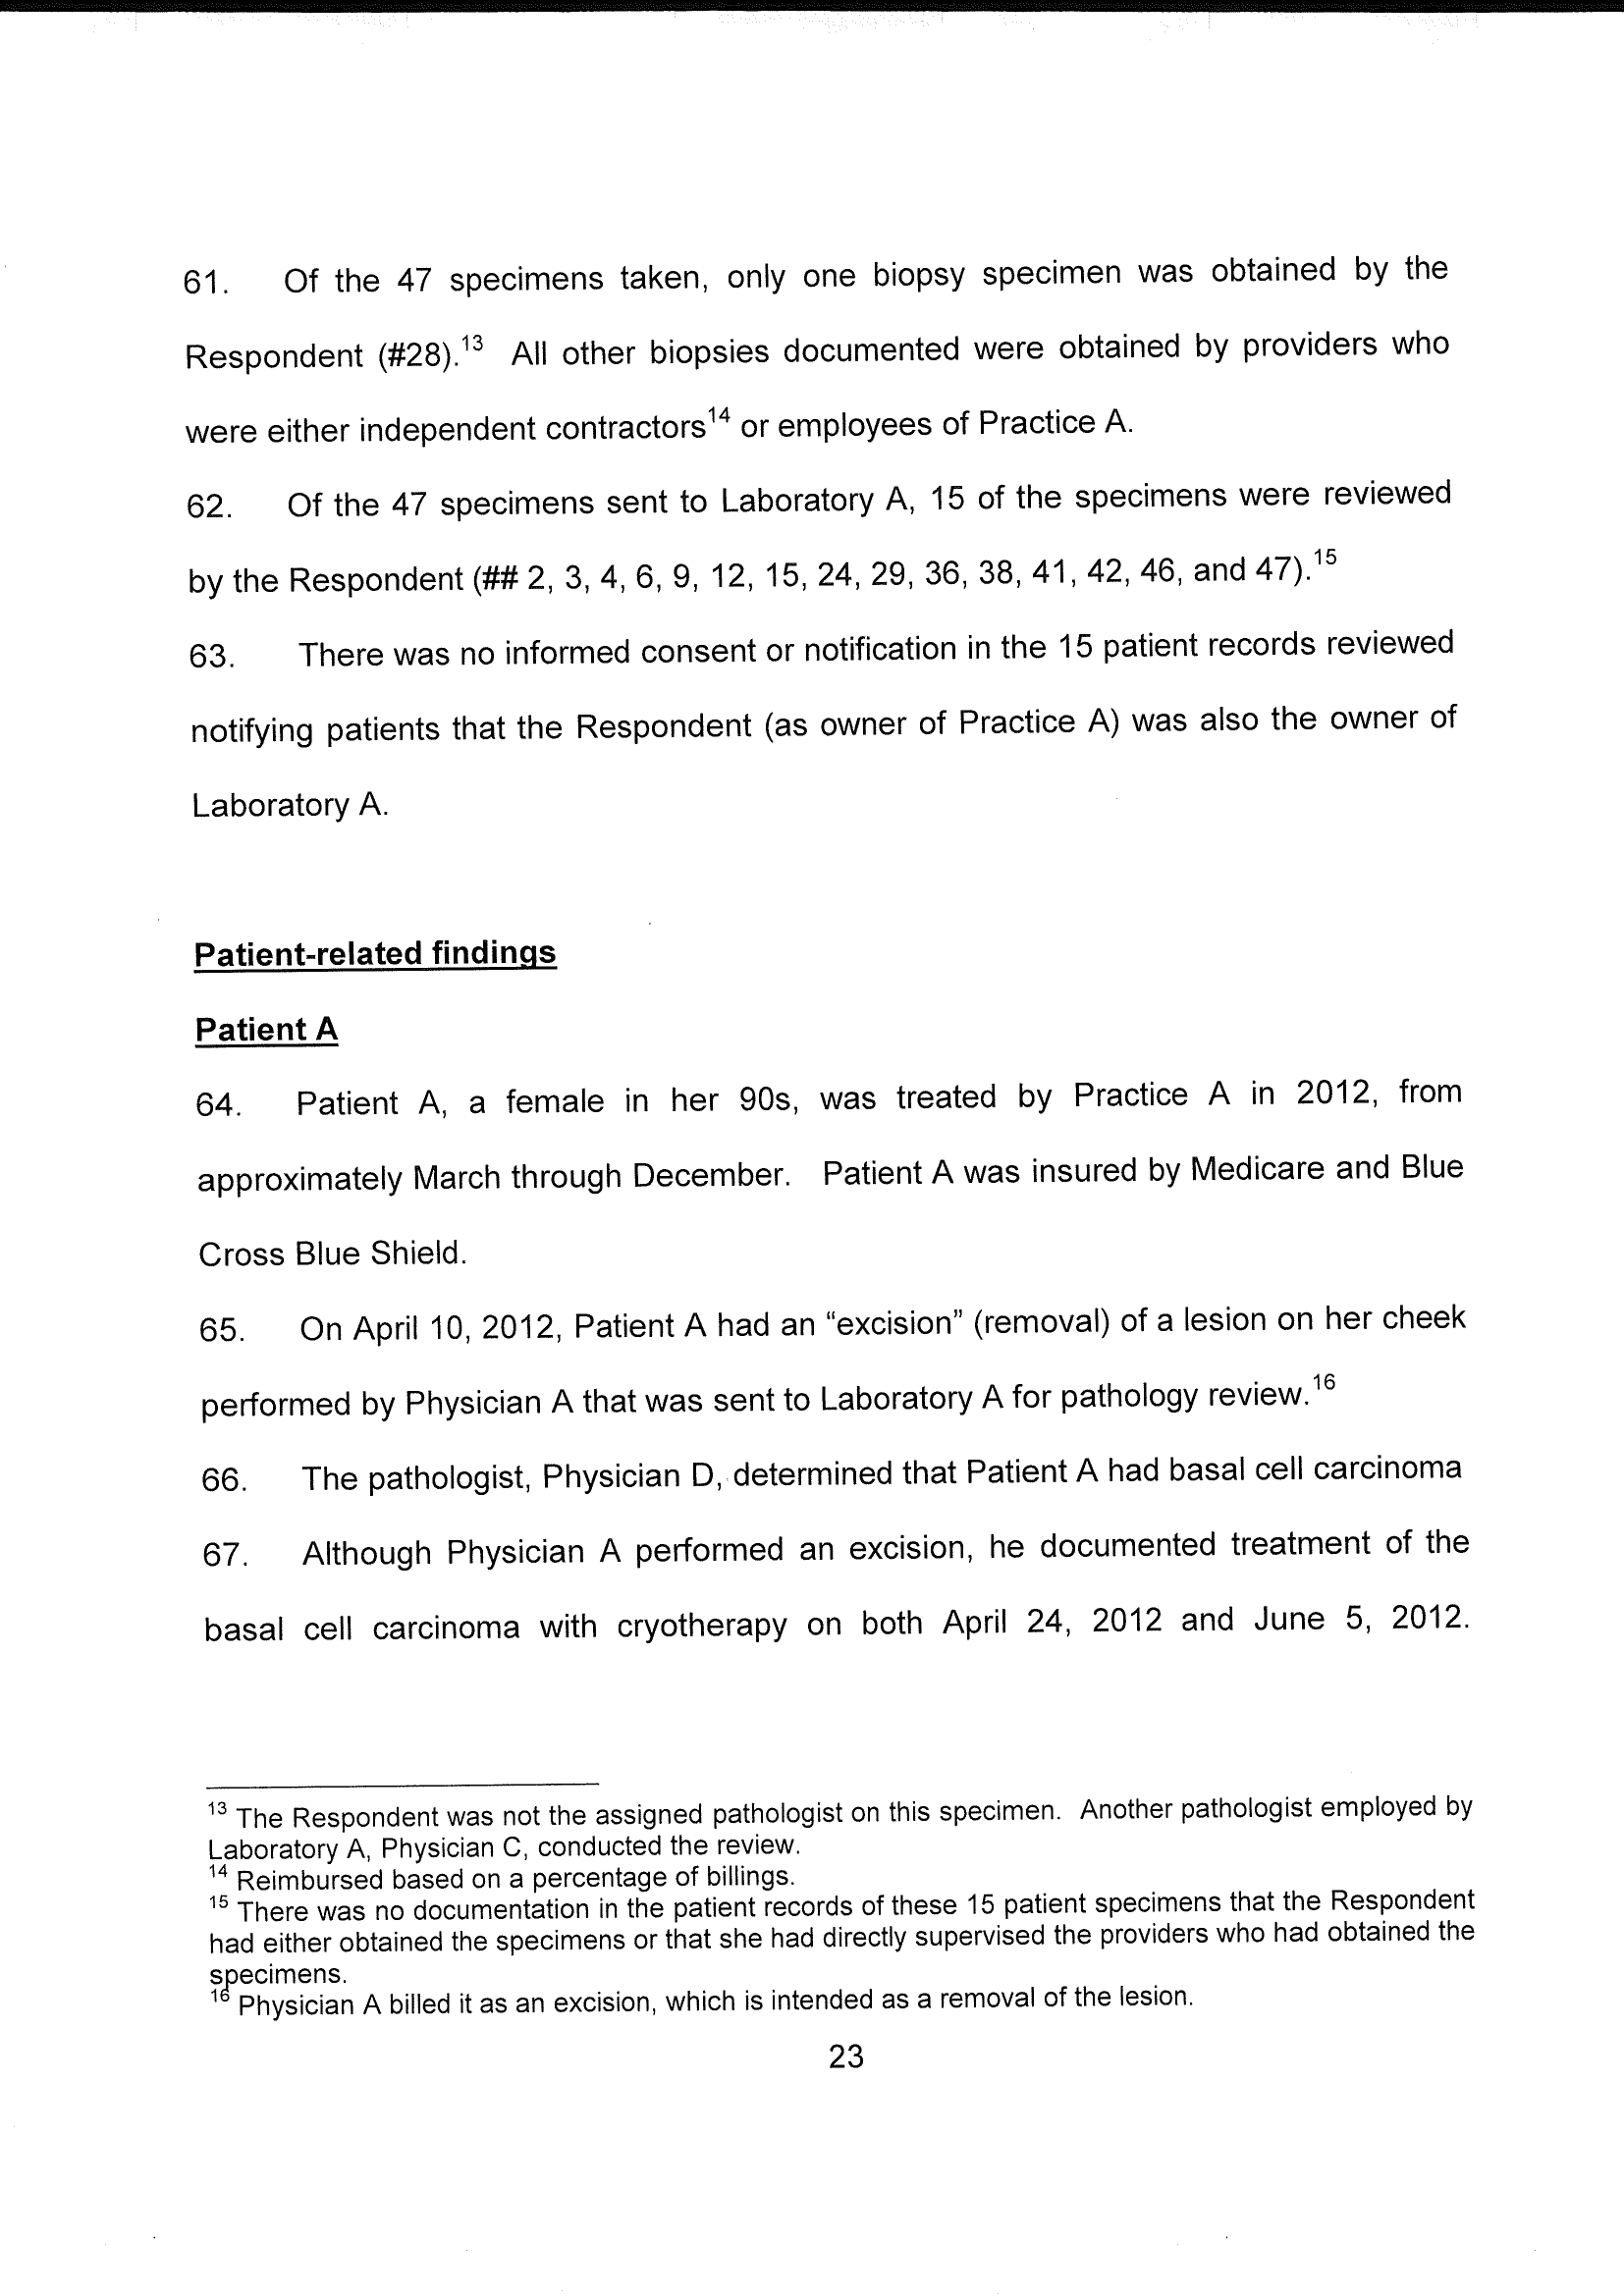 61. Of the 47 specimens taken, only one biopsy specimen was obtained by the
Respondent (#28).¹³ All other biopsies documented were obtained by providers who
were either independent contractors¹⁴ or employees of Practice A.
62. Of the 47 specimens sent to Laboratory A, 15 of the specimens were reviewed
by the Respondent (## 2, 3, 4, 6, 9, 12, 15, 24, 29, 36, 38, 41, 42, 46, and 47).¹⁵
63. There was no informed consent or notification in the 15 patient records reviewed
notifying patients that the Respondent (as owner of Practice A) was also the owner of
Laboratory A.
Patient-related findings
Patient A
64. Patient A, a female in her 90s, was treated by Practice A in 2012, from
approximately March through December. Patient A was insured by Medicare and Blue
Cross Blue Shield.
65. On April 10, 2012, Patient A had an “excision” (removal) of a lesion on her cheek
performed by Physician A that was sent to Laboratory A for pathology review.¹⁶
66. The pathologist, Physician D, determined that Patient A had basal cell carcinoma
67. Although Physician A performed an excision, he documented treatment of the
basal cell carcinoma with cryotherapy on both April 24, 2012 and June 5, 2012.
¹³ The Respondent was not the assigned pathologist on this specimen. Another pathologist employed by
Laboratory A, Physician C, conducted the review.
¹⁴ Reimbursed based on a percentage of billings.
¹⁵ There was no documentation in the patient records of these 15 patient specimens that the Respondent
had either obtained the specimens or that she had directly supervised the providers who had obtained the
specimens.
¹⁶ Physician A billed it as an excision, which is intended as a removal of the lesion.
23